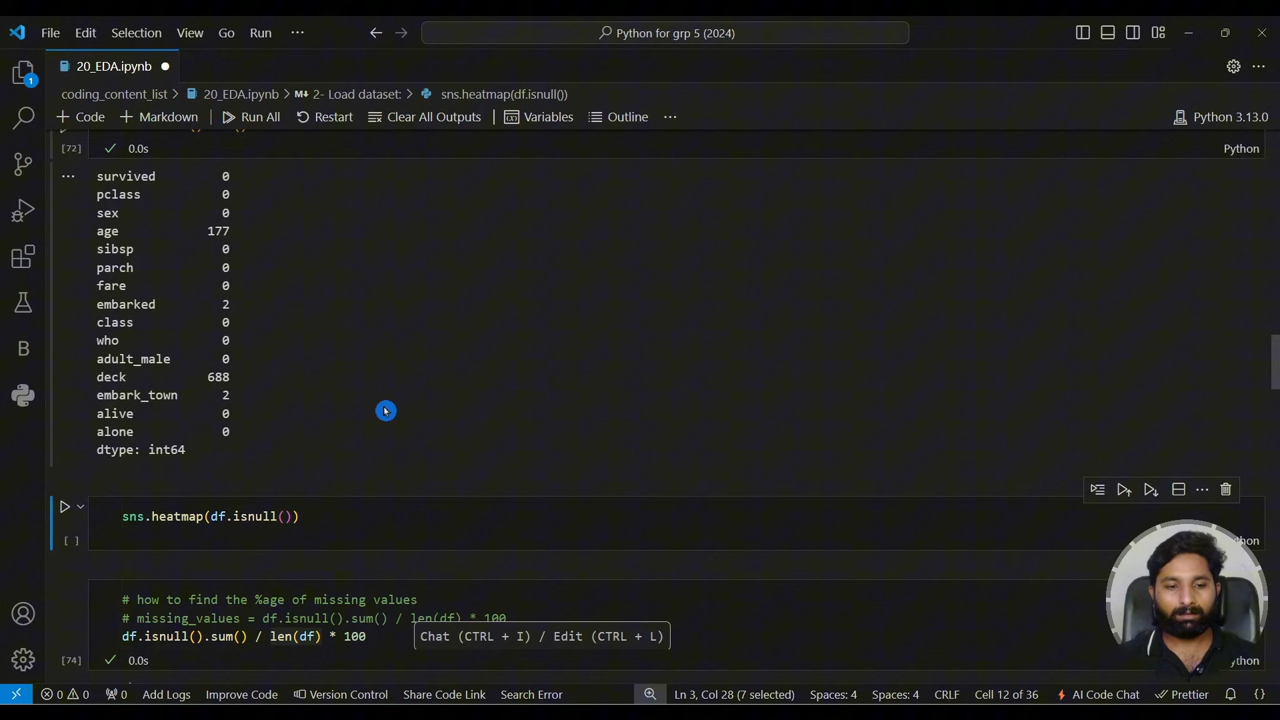 File Edit Selection View Go Run ··· Python for grp 5 (2024)
20_EDA.ipynb
coding_content_list > 20_EDA.ipynb > 2- Load dataset: > sns.heatmap(df.isnull())
+ Code + Markdown Run All Restart Clear All Outputs Variables Outline ··· Python 3.13.0
[72] 0.0s Python
··· survived 0
pclass 0
sex 0
age 177
sibsp 0
parch 0
fare 0
embarked 2
class 0
who 0
adult_male 0
deck 688
embark_town 2
alive 0
alone 0
dtype: int64
sns.heatmap(df.isnull())
[ ]
# how to find the %age of missing values
# missing_values = df.isnull().sum() / len(df) * 100
df.isnull().sum() / len(df) * 100 Chat (CTRL + I) / Edit (CTRL + L)
[74] 0.0s
0 0 0 Add Logs Improve Code Version Control Share Code Link Search Error Ln 3, Col 28 (7 selected) Spaces: 4 Spaces: 4 CRLF Cell 12 of 36 AI Code Chat Prettier